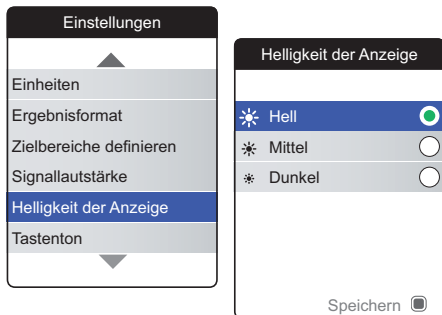 Einstellungen
Einheiten
Ergebnisformat
Zielbereiche definieren
Signallautstärke
Helligkeit der Anzeige
Tastenton
Helligkeit der Anzeige
Hell
Mittel
Dunkel
Speichern